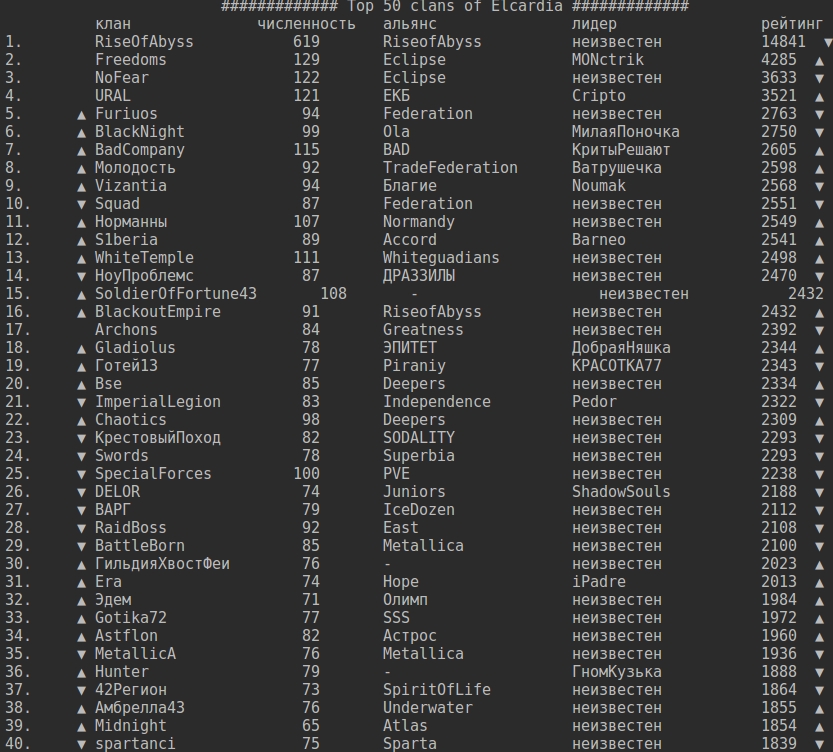 ############# Top 50 clans of Elcardia #############
клан численность альянс лидер рейтинг
1. RiseOfAbyss 619 RiseofAbyss неизвестен 14841 ▼
2. Freedoms 129 Eclipse MONctrik 4285 ▲
3. NoFear 122 Eclipse неизвестен 3633 ▼
4. URAL 121 ЕКБ Cripto 3521 ▲
5. ▲ Furiuos 94 Federation неизвестен 2763 ▼
6. ▲ BlackNight 99 Ola МилаяПоночка 2750 ▼
7. ▲ BadCompany 115 BAD КритыРешают 2605 ▲
8. ▲ Молодость 92 TradeFederation Ватрушечка 2598 ▲
9. ▲ Vizantia 94 Благие Noumak 2568 ▼
10. ▼ Squad 87 Federation неизвестен 2551 ▼
11. ▲ Норманны 107 Normandy неизвестен 2549 ▲
12. ▲ S1beria 89 Accord Barneo 2541 ▲
13. ▲ WhiteTemple 111 Whiteguadians неизвестен 2498 ▲
14. ▼ НоуПроблемс 87 ДРАЗЗИЛЫ неизвестен 2470 ▼
15. ▲ SoldierOfFortune43 108 - неизвестен 2432
16. ▲ BlackoutEmpire 91 RiseofAbyss неизвестен 2432 ▲
17. Archons 84 Greatness неизвестен 2392 ▼
18. ▲ Gladiolus 78 ЭПИТЕТ ДобраяНяшка 2344 ▲
19. ▲ Готей13 77 Piraniy КРАСОТКА77 2343 ▼
20. ▲ Bse 85 Deepers неизвестен 2334 ▲
21. ▼ ImperialLegion 83 Independence Pedor 2322 ▼
22. ▲ Chaotics 98 Deepers неизвестен 2309 ▲
23. ▼ КрестовыйПоход 82 SODALITY неизвестен 2293 ▼
24. ▼ Swords 78 Superbia неизвестен 2293 ▼
25. ▼ SpecialForces 100 PVE неизвестен 2238 ▼
26. ▼ DELOR 74 Juniors ShadowSouls 2188 ▼
27. ▼ ВАРГ 79 IceDozen неизвестен 2112 ▼
28. ▼ RaidBoss 92 East неизвестен 2108 ▼
29. ▼ BattleBorn 85 Metallica неизвестен 2100 ▼
30. ▲ ГильдияХвостФеи 76 - неизвестен 2023 ▲
31. ▲ Era 74 Hope iPadre 2013 ▲
32. ▲ Эдем 71 Олимп неизвестен 1984 ▲
33. ▲ Gotika72 77 SSS неизвестен 1972 ▲
34. ▲ Astflon 82 Астрос неизвестен 1960 ▲
35. ▼ MetallicA 76 Metallica неизвестен 1936 ▼
36. ▲ Hunter 79 - ГномКузька 1888 ▼
37. ▼ 42Регион 73 SpiritOfLife неизвестен 1864 ▼
38. ▲ Амбрелла43 76 Underwater неизвестен 1855 ▲
39. ▲ Midnight 65 Atlas неизвестен 1854 ▲
40. ▼ spartanci 75 Sparta неизвестен 1839 ▼